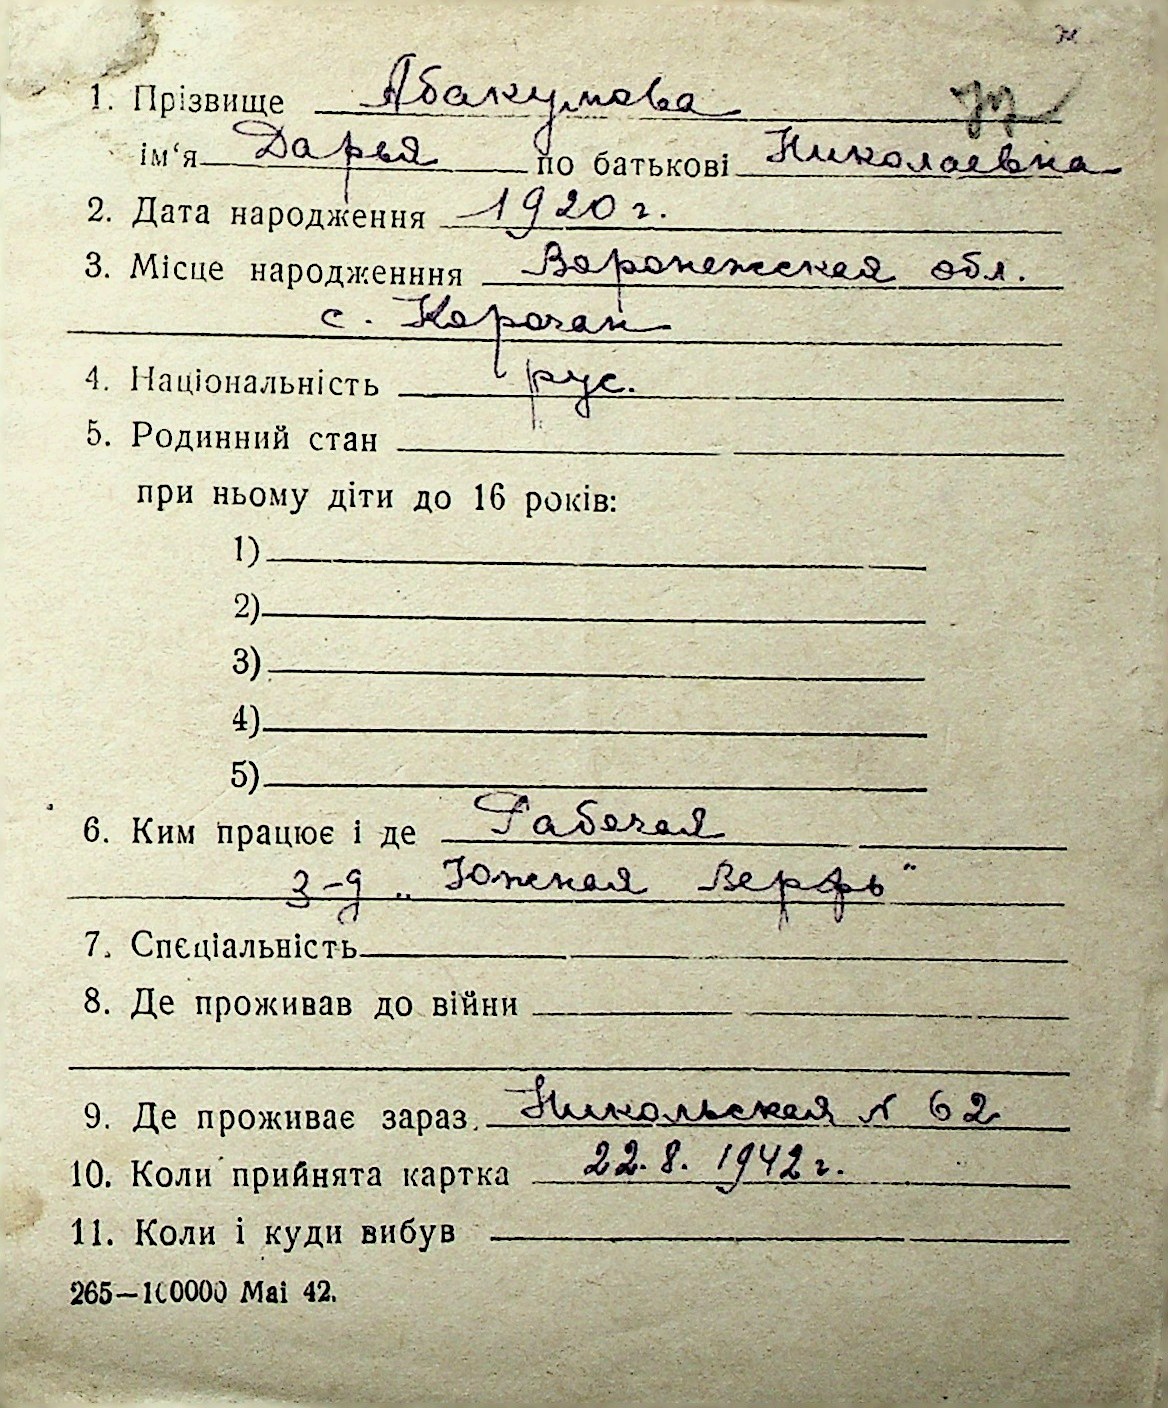 1. Прізвище Абакумова
ім‘я Дарья по батькові Николаевна
2. Дата народження 1920 г.
3. Місце народженння Воронежская обл.
с. Корочан
4. Національність рус.
5. Родинний стан
при ньому діти до 16 років:
1)
2)
3)
4)
5)
6. Ким працює і де Рабочая
з-д „Южная Верфь"
7. Спєціальність
8. Де проживав до війни
9. Де проживає зараз. Никольская № 62
10. Коли прийнята картка 22.8.1942 г.
11. Коли і куди вибув
265—100000 Mai 42.